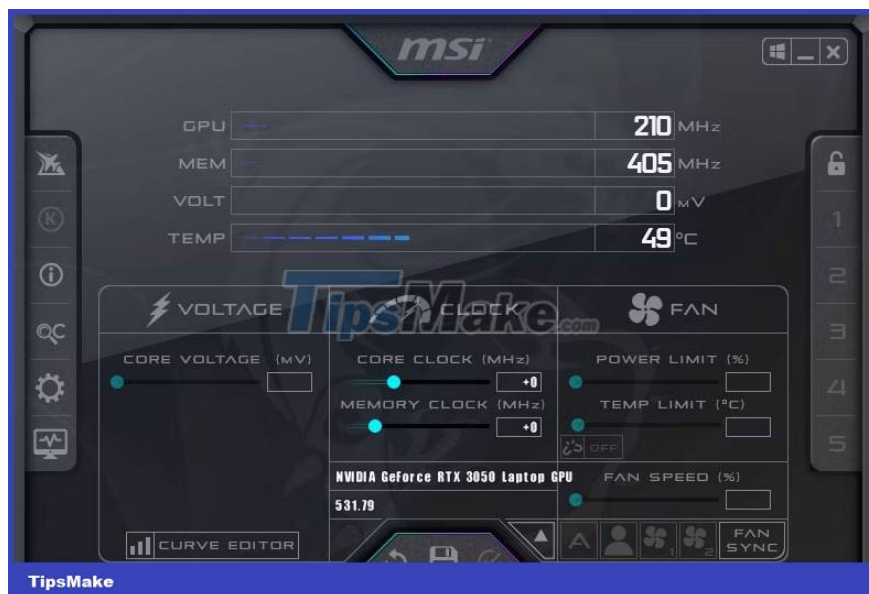 msi
GPU 210 MHz
MEM 405 MHz
VOLT 0 MV
TEMP 49 °C
K
1
2
3
4
5
VOLTAGE
CLOCK
FAN
TipsMake.com
CORE VOLTAGE (MV)
CORE CLOCK (MHz)
+0
POWER LIMIT (%)
MEMORY CLOCK (MHz)
+0
TEMP LIMIT (°C)
OFF
NVIDIA GeForce RTX 3050 Laptop GPU
531.79
FAN SPEED (%)
CURVE EDITOR
A
1
2
FAN
SYNC
TipsMake